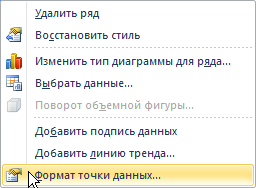 Удалить ряд
Восстановить стиль
Изменить тип диаграммы для ряда...
Выбрать данные...
Поворот объемной фигуры...
Добавить подпись данных
Добавить линию тренда...
Формат точки данных...